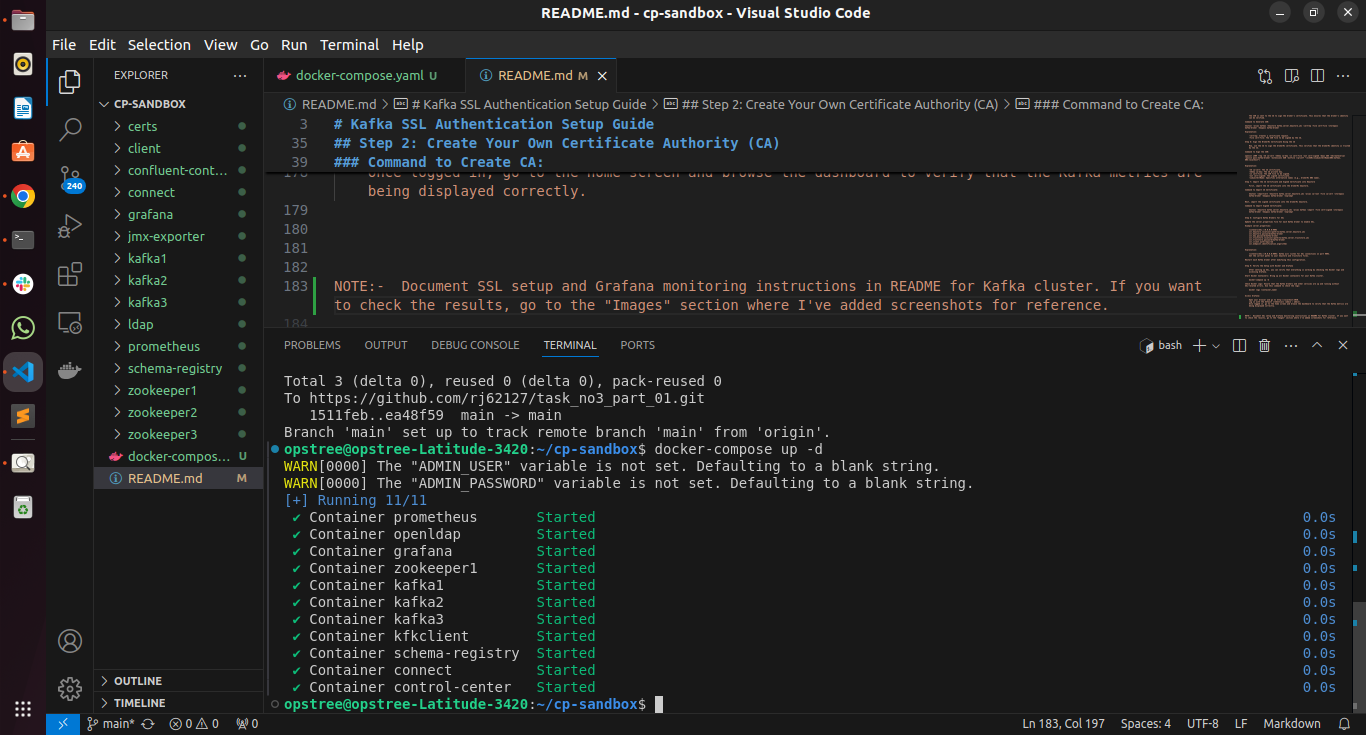 README.md - cp-sandbox - Visual Studio Code
File Edit Selection View Go Run Terminal Help
EXPLORER
docker-compose.yaml U
README.md M
README.md > # Kafka SSL Authentication Setup Guide > ## Step 2: Create Your Own Certificate Authority (CA) > ### Command to Create CA:
CP-SANDBOX
certs
client
confluent-cont...
connect
grafana
jmx-exporter
kafka1
kafka2
kafka3
ldap
prometheus
schema-registry
zookeeper1
zookeeper2
zookeeper3
docker-compos... U
README.md M
OUTLINE
TIMELINE
240
3 # Kafka SSL Authentication Setup Guide
35 ## Step 2: Create Your Own Certificate Authority (CA)
39 ### Command to Create CA:
178 Once logged in, go to the home screen and browse the dashboard to verify that the Kafka metrics are
being displayed correctly.
179
180
181
182
183 NOTE:- Document SSL setup and Grafana monitoring instructions in README for Kafka cluster. If you want
to check the results, go to the "Images" section where I've added screenshots for reference.
184
PROBLEMS OUTPUT DEBUG CONSOLE TERMINAL PORTS
bash
Total 3 (delta 0), reused 0 (delta 0), pack-reused 0
To https://github.com/rj62127/task_no3_part_01.git
1511feb..ea48f59 main -> main
Branch 'main' set up to track remote branch 'main' from 'origin'.
opstree@opstree-Latitude-3420:~/cp-sandbox$ docker-compose up -d
WARN[0000] The "ADMIN_USER" variable is not set. Defaulting to a blank string.
WARN[0000] The "ADMIN_PASSWORD" variable is not set. Defaulting to a blank string.
[+] Running 11/11
✔ Container prometheus Started 0.0s
✔ Container openldap Started 0.0s
✔ Container grafana Started 0.0s
✔ Container zookeeper1 Started 0.0s
✔ Container kafka1 Started 0.0s
✔ Container kafka2 Started 0.0s
✔ Container kafka3 Started 0.0s
✔ Container kfkclient Started 0.0s
✔ Container schema-registry Started 0.0s
✔ Container connect Started 0.0s
✔ Container control-center Started 0.0s
opstree@opstree-Latitude-3420:~/cp-sandbox$
main* 0 0 0 Ln 183, Col 197 Spaces: 4 UTF-8 LF Markdown